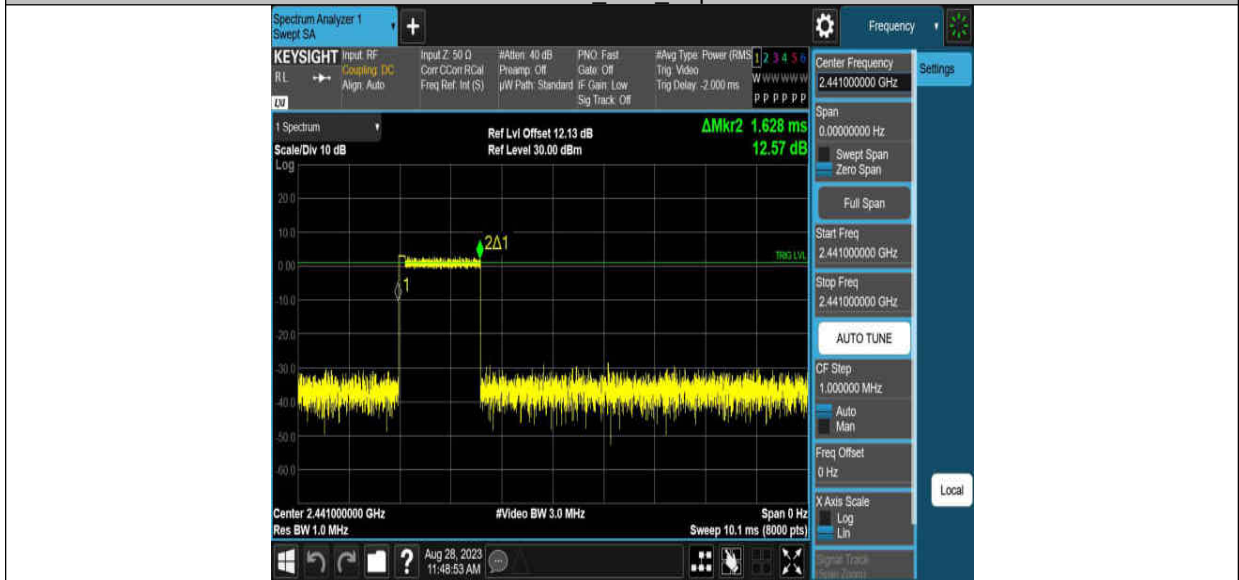 Spectrum Analyzer 1
Swept SA
Frequency
KEYSIGHT
RL
LXI
Input: RF
Coupling: DC
Align: Auto
Input Z: 50 Ω
Corr CCorr RCal
Freq Ref: Int (S)
#Atten: 40 dB
Preamp: Off
µW Path: Standard
PNO: Fast
Gate: Off
IF Gain: Low
Sig Track: Off
#Avg Type: Power (RMS
Trig: Video
Trig Delay: -2.000 ms
1 2 3 4 5 6
W W W W W W
P P P P P P
1 Spectrum
Scale/Div 10 dB
Log
Ref Lvl Offset 12.13 dB
Ref Level 30.00 dBm
ΔMkr2 1.628 ms
12.57 dB
20.0
10.0
0.00
-10.0
-20.0
-30.0
-40.0
-50.0
-60.0
2Δ1
1
TRIG LVL
Center 2.441000000 GHz
Res BW 1.0 MHz
#Video BW 3.0 MHz
Span 0 Hz
Sweep 10.1 ms (8000 pts)
Aug 28, 2023
11:48:53 AM
Center Frequency
2.441000000 GHz
Span
0.00000000 Hz
Swept Span
Zero Span
Full Span
Start Freq
2.441000000 GHz
Stop Freq
2.441000000 GHz
AUTO TUNE
CF Step
1.000000 MHz
Auto
Man
Freq Offset
0 Hz
X Axis Scale
Log
Lin
Signal Track
(Span Zoom)
Settings
Local